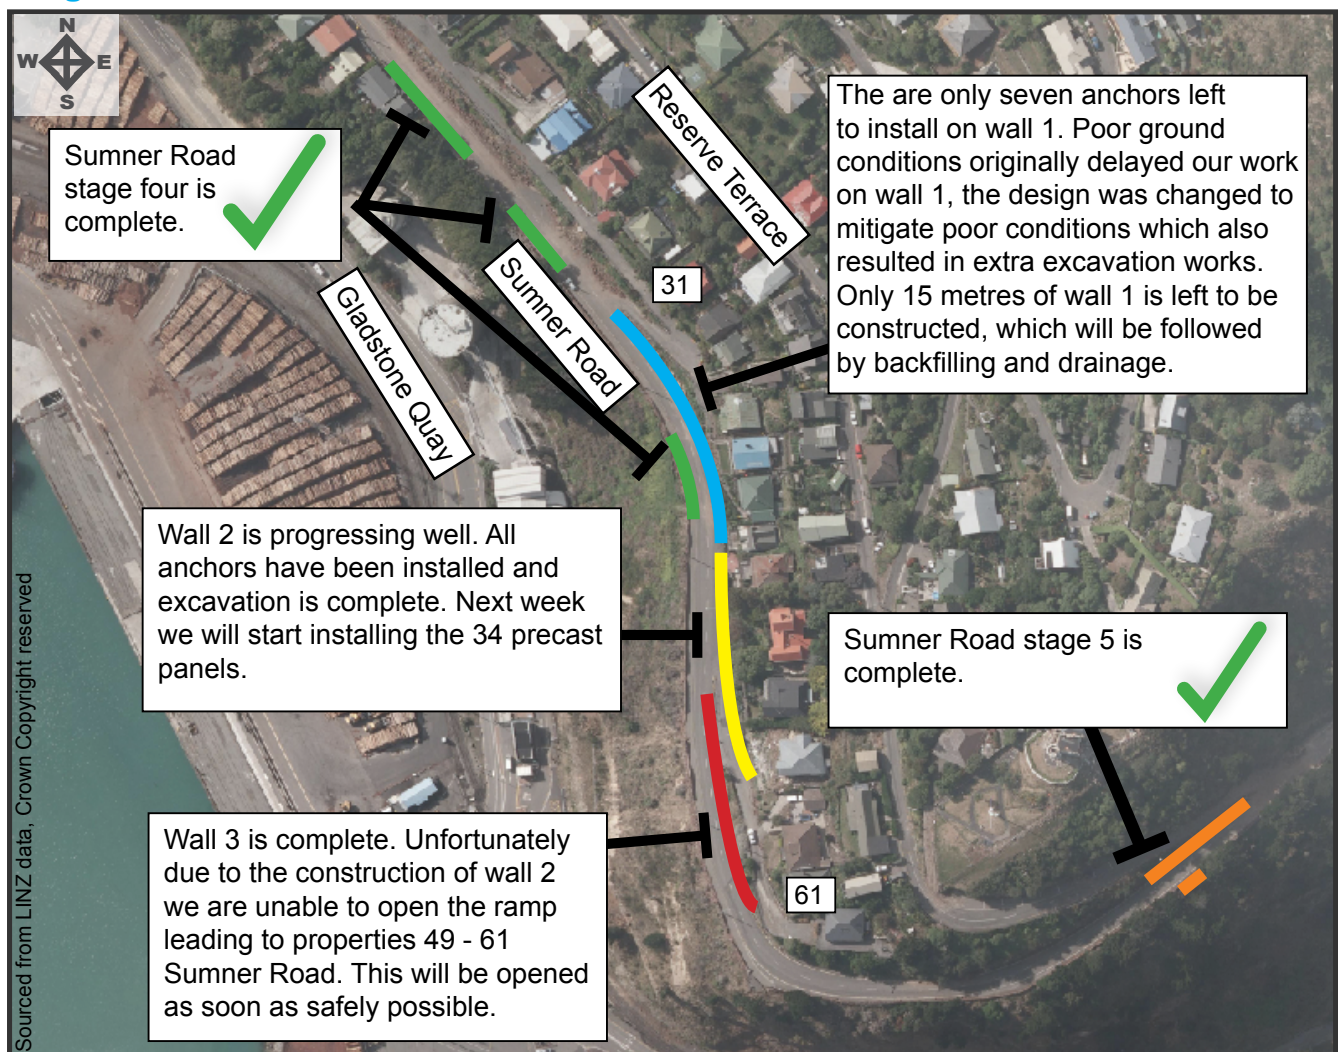 N
W E
S
Sumner Road
stage four is
complete.
Reserve Terrace
The are only seven anchors left
to install on wall 1. Poor ground
conditions originally delayed our work
on wall 1, the design was changed to
mitigate poor conditions which also
resulted in extra excavation works.
Only 15 metres of wall 1 is left to be
constructed, which will be followed
by backfilling and drainage.
31
Sumner Road
Gladstone Quay
Wall 2 is progressing well. All
anchors have been installed and
excavation is complete. Next week
we will start installing the 34 precast
panels.
Sumner Road stage 5 is
complete.
Wall 3 is complete. Unfortunately
due to the construction of wall 2
we are unable to open the ramp
leading to properties 49 - 61
Sumner Road. This will be opened
as soon as safely possible.
61
Sourced from LINZ data, Crown Copyright reserved